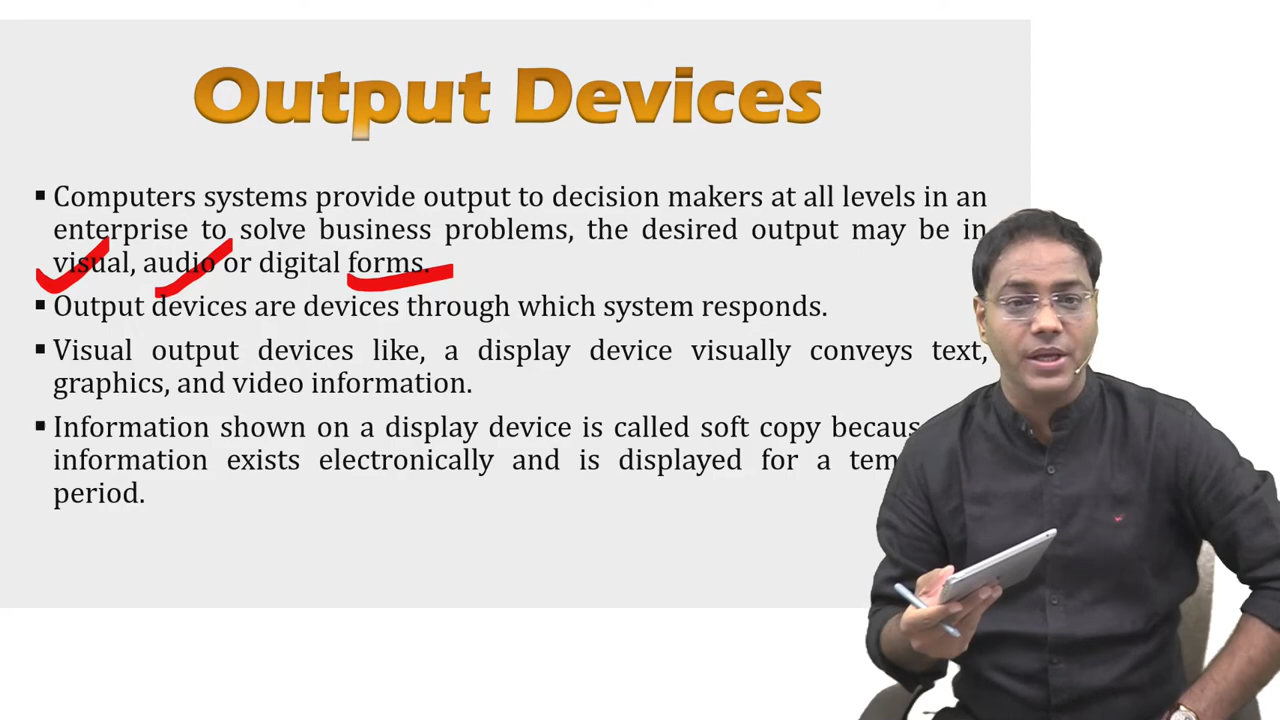 Output Devices
▪ Computers systems provide output to decision makers at all levels in an
enterprise to solve business problems, the desired output may be in
visual, audio or digital forms.
▪ Output devices are devices through which system responds.
▪ Visual output devices like, a display device visually conveys text,
graphics, and video information.
▪ Information shown on a display device is called soft copy
information exists electronically and is displayed for a
period.